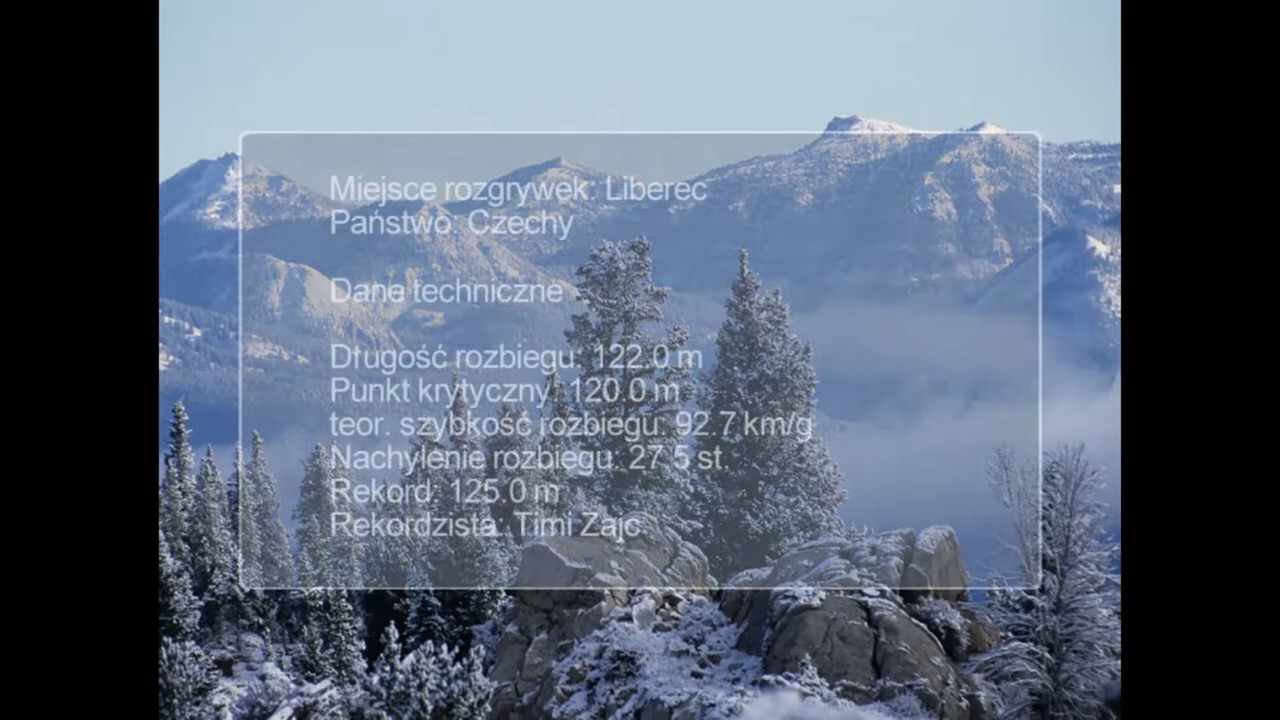 Miejsce rozgrywek: Liberec
Państwo: Czechy
Dane techniczne
Długość rozbiegu: 122.0 m
Punkt krytyczny: 120.0 m
teor. szybkość rozbiegu: 92.7 km/g
Nachylenie rozbiegu: 27.5 st.
Rekord: 125.0 m
Rekordzista: Timi Zajc